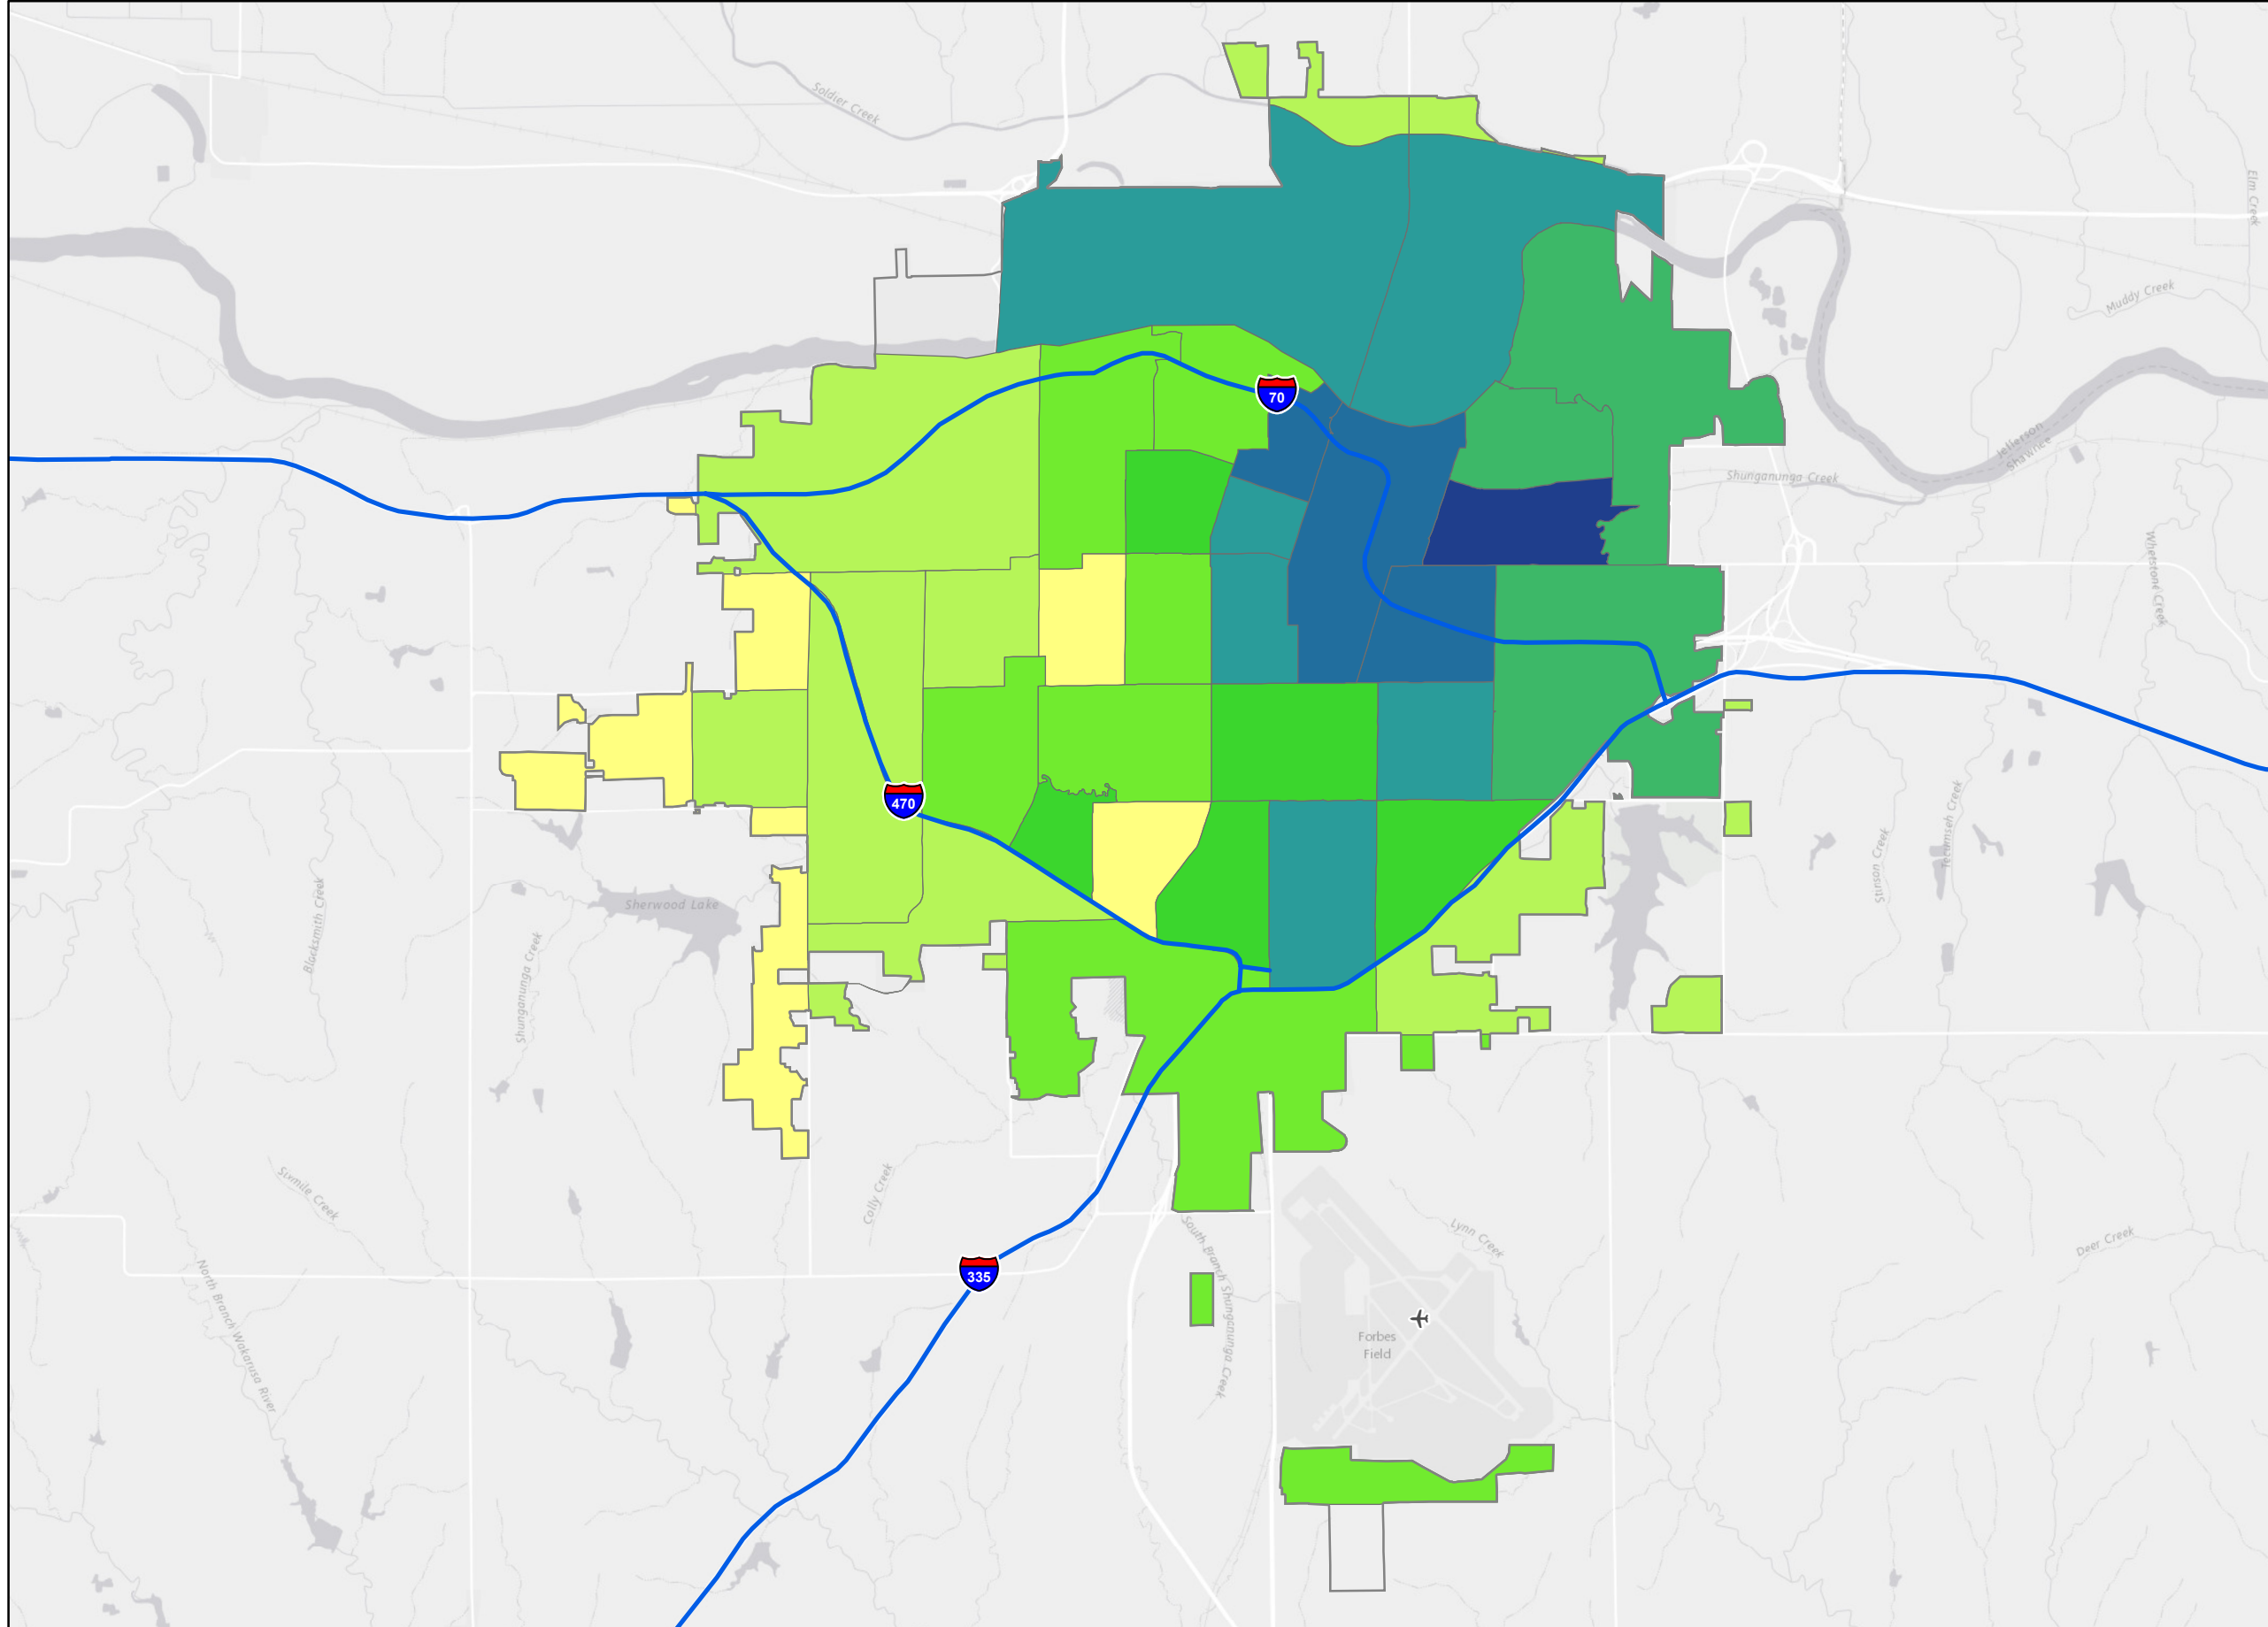 Soldier Creek
Elm Creek
Muddy Creek
70
Jefferson
Shawnee
Shunganunga Creek
Whetstone Creek
470
Sherwood Lake
Blacksmith Creek
Shunganunga Creek
Stinson Creek
Tecumseh Creek
Sixmile Creek
Colly Creek
South Branch Shunganunga Creek
Lynn Creek
Deer Creek
North Branch Wakarusa River
335
Forbes
Field